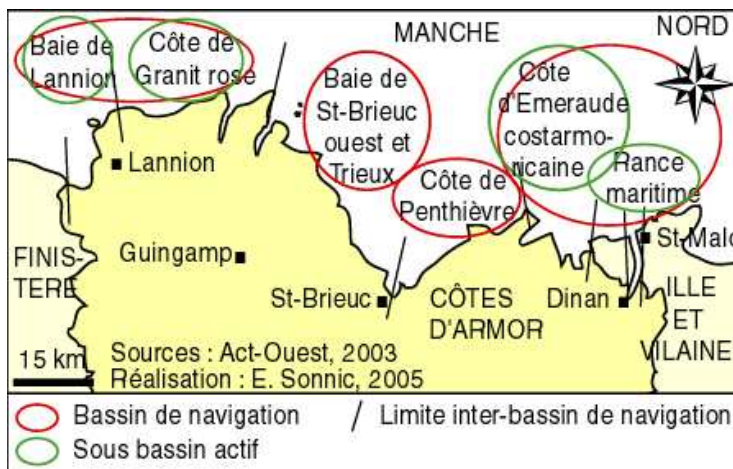 MANCHE
NORD
Baie de
Lannion
Côte de
Granit rose
Baie de
St-Brieuc
ouest et
Trieux
Côte de
Penthièvre
Côte
d'Emeraude
costarmo-
ricaine
Rance
maritime
Lannion
Guingamp
St-Brieuc
Dinan
St-Malo
FINIS-
TERE
CÔTES
D'ARMOR
ILLE
ET
VILAINE
15 km
Sources : Act-Ouest, 2003
Réalisation : E. Sonnic, 2005
Bassin de navigation
Limite inter-bassin de navigation
Sous bassin actif